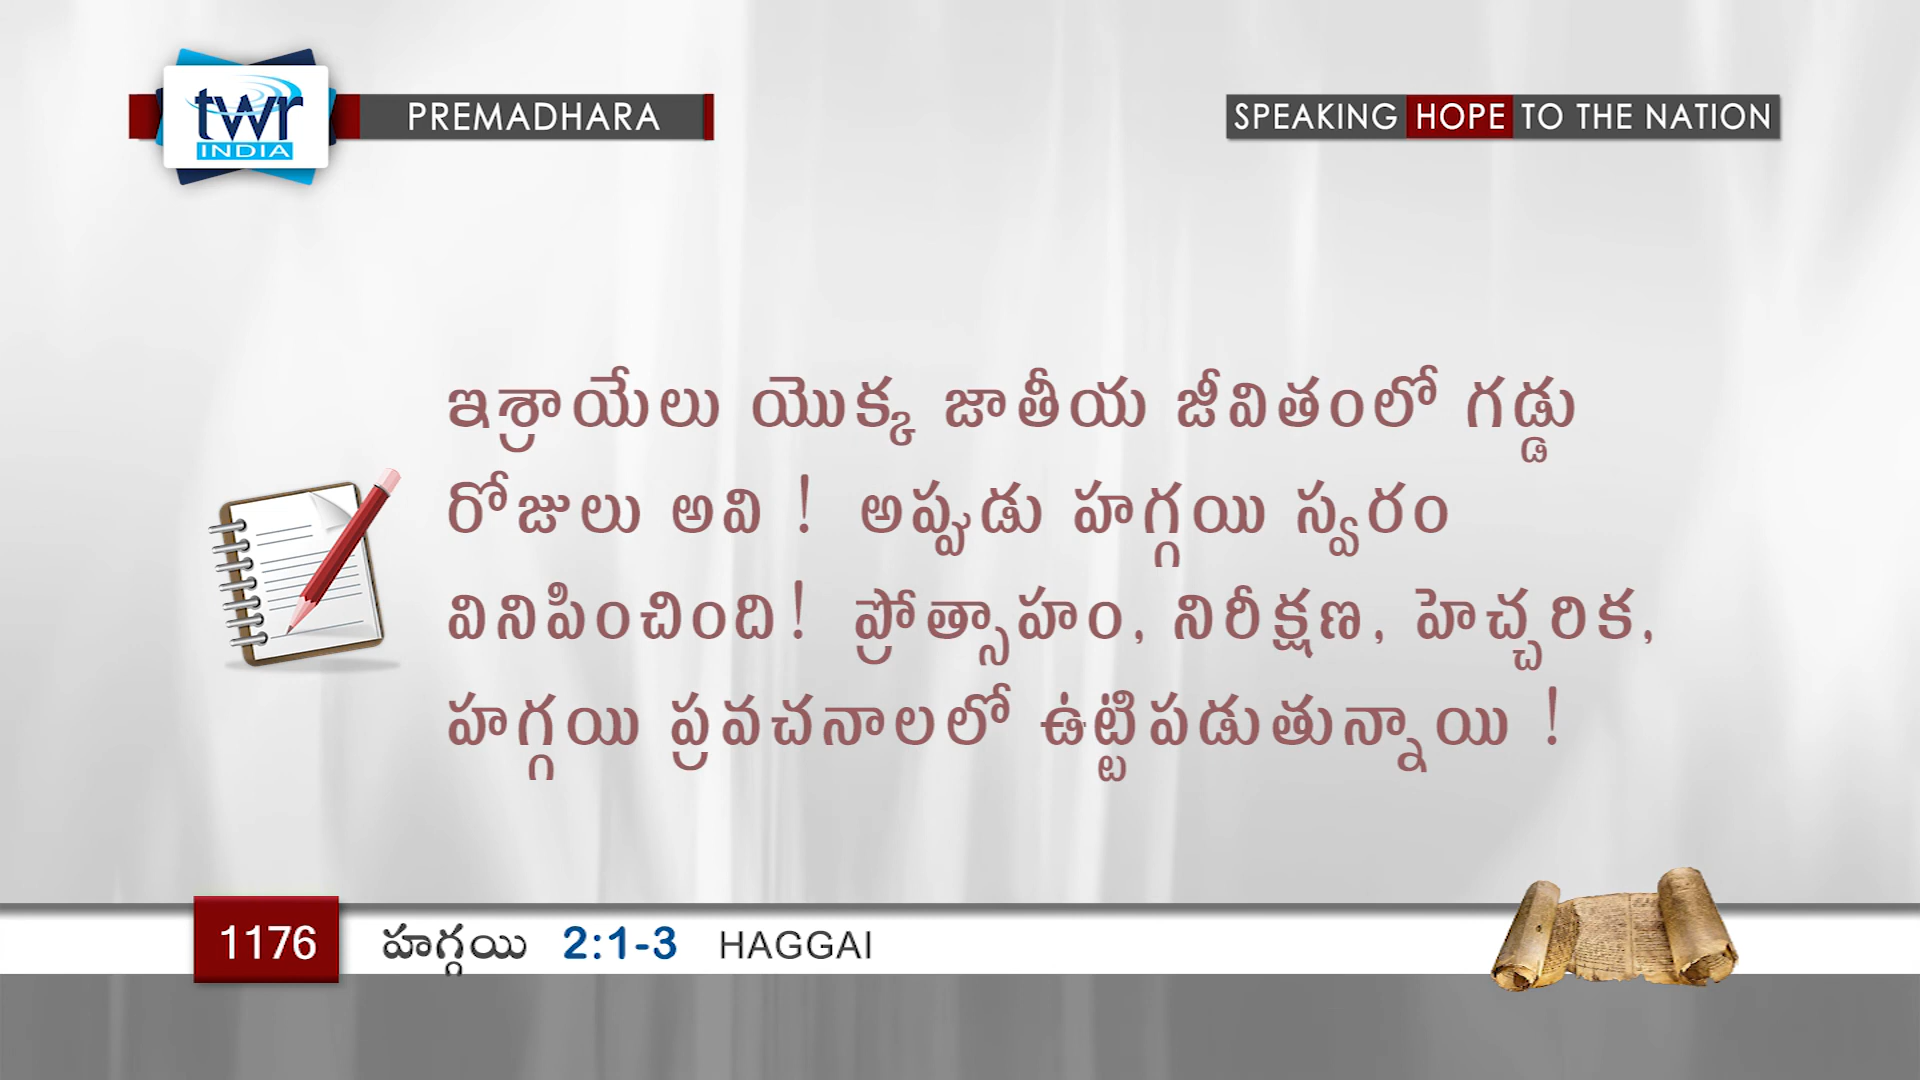 twr
INDIA
PREMADHARA
SPEAKING HOPE TO THE NATION
ఇశ్రాయేలు యొక్క జాతీయ జీవితంలో గడ్డు
రోజులు అవి ! అప్పుడు హగ్గయి స్వరం
వినిపించింది! ప్రోత్సాహం, నిరీక్షణ, హెచ్చరిక,
హగ్గయి ప్రవచనాలలో ఉట్టిపడుతున్నాయి !
1176 హగ్గయి 2:1-3 HAGGAI